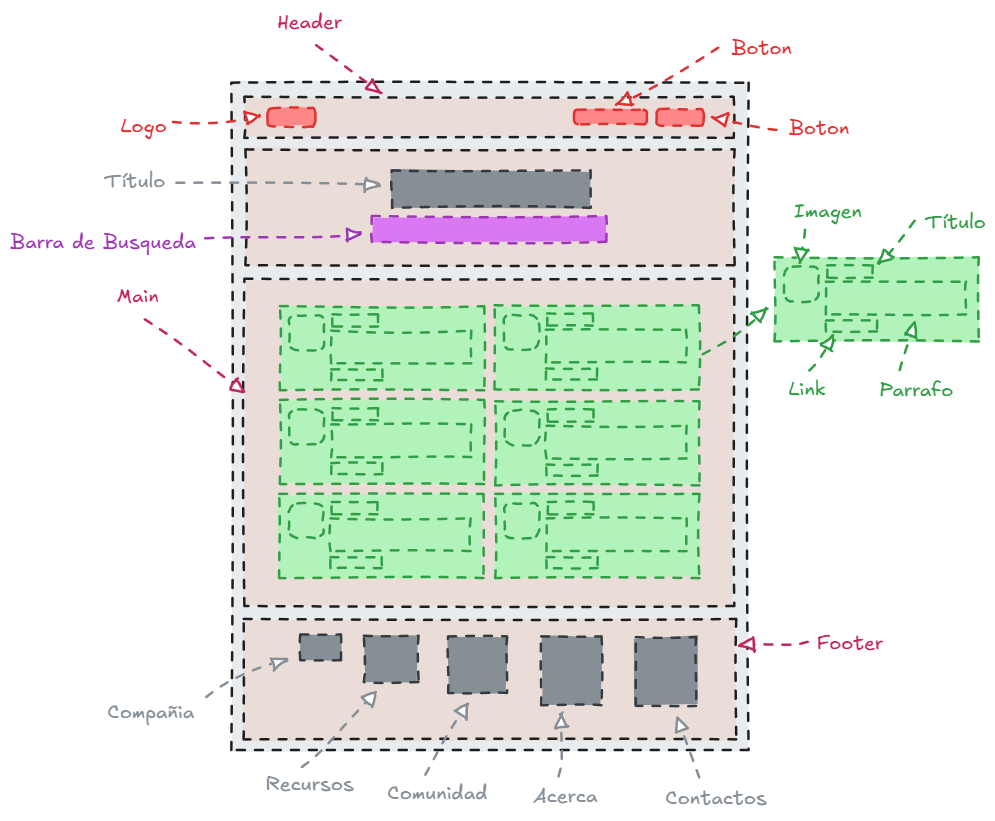 Header
Boton
Logo
Boton
Título
Barra de Busqueda
Imagen
Título
Main
Link
Parrafo
Footer
Compañia
Recursos
Comunidad
Acerca
Contactos